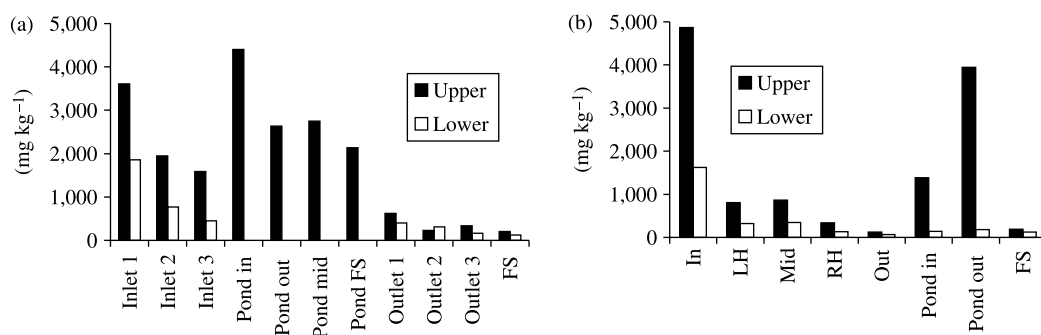 (a)
(mg kg⁻¹)
5,000
4,000
3,000
2,000
1,000
0
Upper
Lower
Inlet 1
Inlet 2
Inlet 3
Pond in
Pond out
Pond mid
Pond FS
Outlet 1
Outlet 2
Outlet 3
FS
(b)
(mg kg⁻¹)
5,000
4,000
3,000
2,000
1,000
0
Upper
Lower
In
LH
Mid
RH
Out
Pond in
Pond out
FS